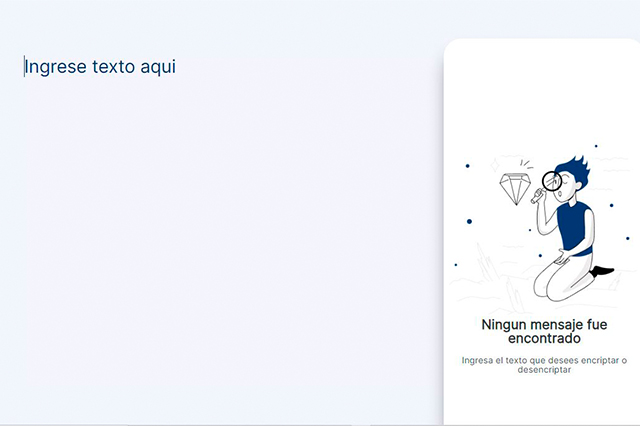 Ingrese texto aqui
Ningun mensaje fue
encontrado
Ingresa el texto que desees encriptar o
desencriptar